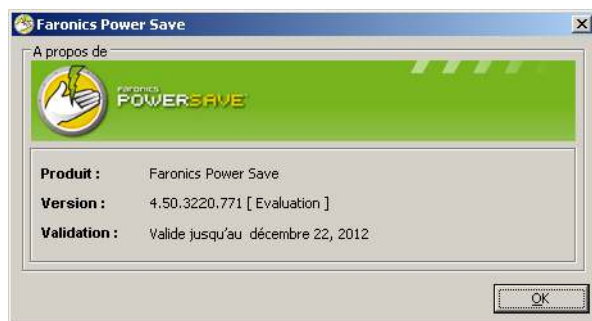 Faronics Power Save
A propos de
FARONICS
POWERSAVE
Produit : Faronics Power Save
Version : 4.50.3220.771 [ Evaluation ]
Validation : Valide jusqu'au décembre 22, 2012
OK